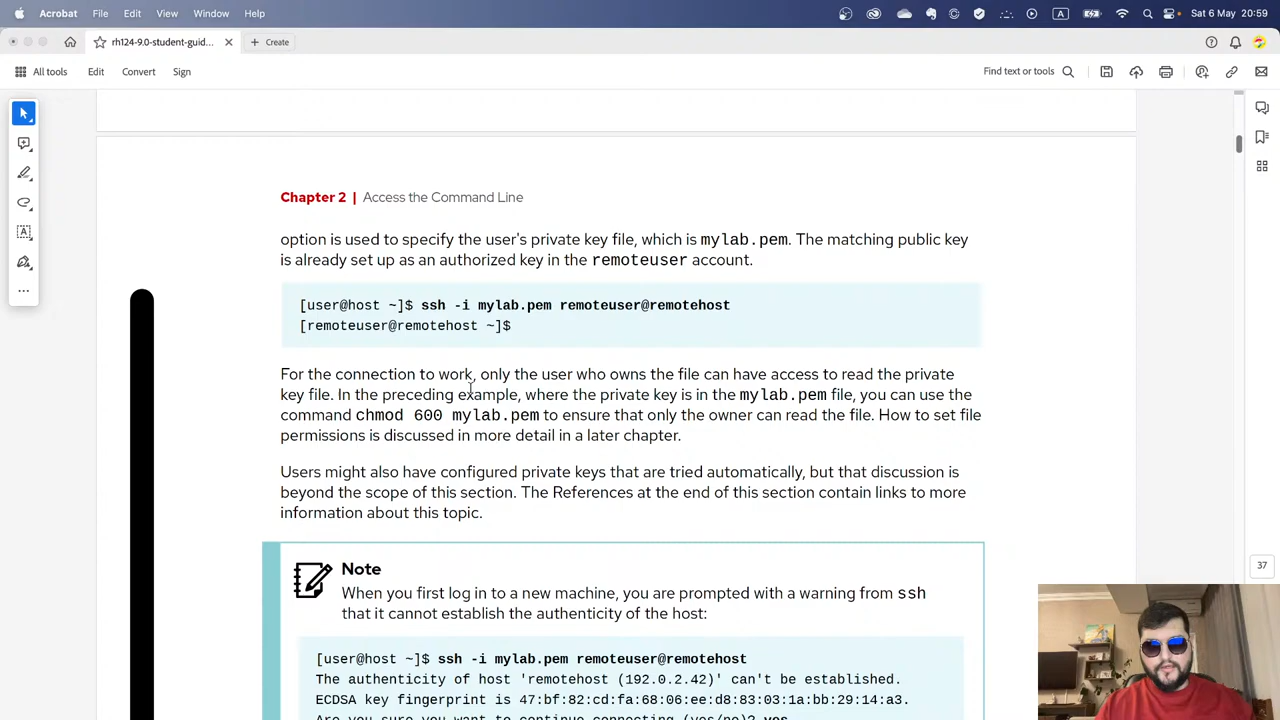 Acrobat File Edit View Window Help
A
Sat 6 May 20:59
rh124-9.0-student-guid...
Create
All tools Edit Convert Sign
Find text or tools
Chapter 2 | Access the Command Line
option is used to specify the user's private key file, which is mylab.pem. The matching public key
is already set up as an authorized key in the remoteuser account.
[user@host ~]$ ssh -i mylab.pem remoteuser@remotehost
[remoteuser@remotehost ~]$
For the connection to work, only the user who owns the file can have access to read the private
key file. In the preceding example, where the private key is in the mylab.pem file, you can use the
command chmod 600 mylab.pem to ensure that only the owner can read the file. How to set file
permissions is discussed in more detail in a later chapter.
Users might also have configured private keys that are tried automatically, but that discussion is
beyond the scope of this section. The References at the end of this section contain links to more
information about this topic.
37
Note
When you first log in to a new machine, you are prompted with a warning from ssh
that it cannot establish the authenticity of the host:
[user@host ~]$ ssh -i mylab.pem remoteuser@remotehost
The authenticity of host 'remotehost (192.0.2.42)' can't be established.
ECDSA key fingerprint is 47:bf:82:cd:fa:68:06:ee:d8:83:03:1a:bb:29:14:a3.
Are you sure you want to continue connecting (yes/no)? yes